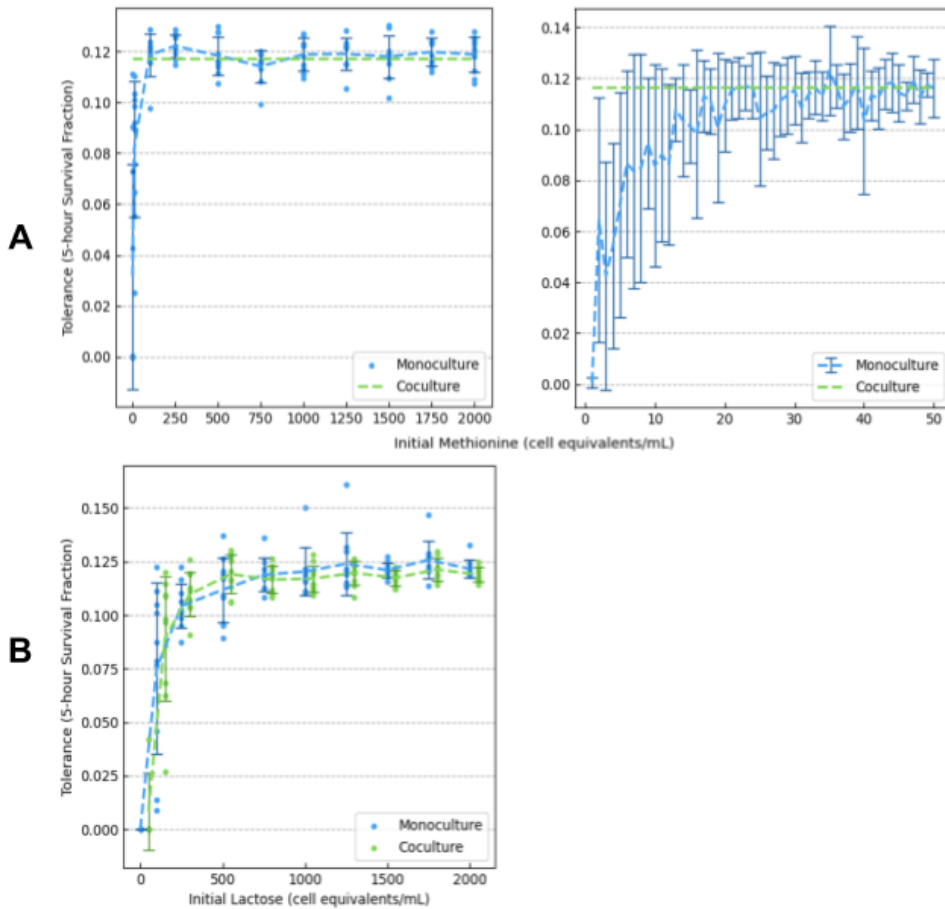 A
Tolerance (5-hour Survival Fraction)
0.12
0.10
0.08
0.06
0.04
0.02
0.00
Monoculture
Coculture
0 250 500 750 1000 1250 1500 1750 2000
0.14
0.12
0.10
0.08
0.06
0.04
0.02
0.00
Monoculture
Coculture
0 10 20 30 40 50
Initial Methionine (cell equivalents/mL)
B
Tolerance (5-hour Survival Fraction)
0.150
0.125
0.100
0.075
0.050
0.025
0.000
Monoculture
Coculture
0 500 1000 1500 2000
Initial Lactose (cell equivalents/mL)